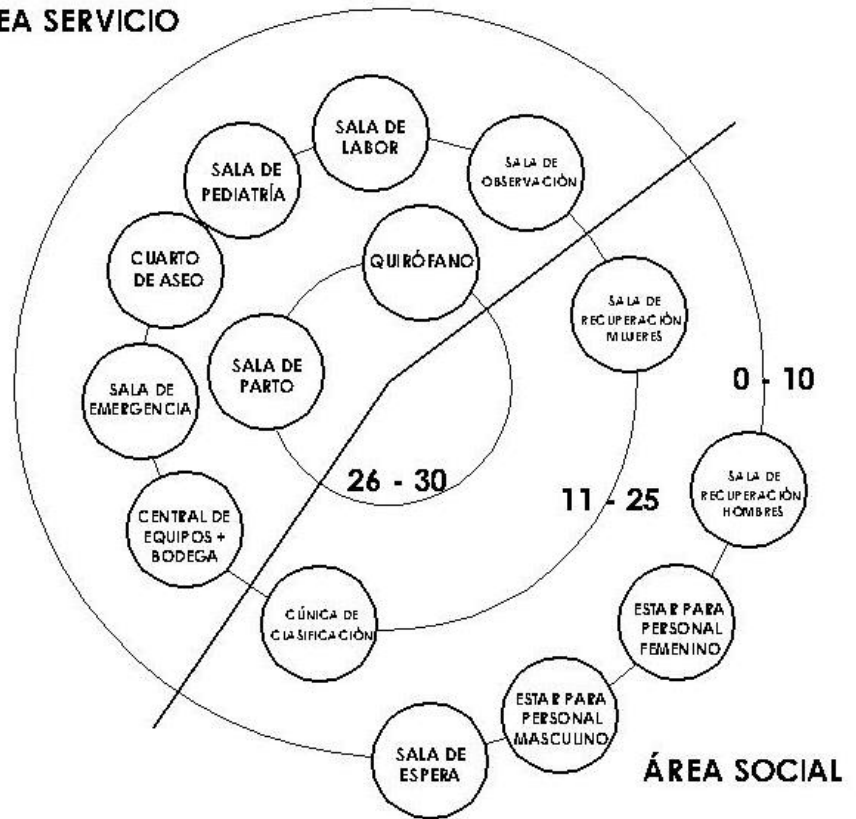 EA SERVICIO
SALA DE
LABOR
SALA DE
OBSERVACIÓN
SALA DE
PEDIATRÍA
CUARTO
DE ASEO
QUIRÓFANO
SALA DE
RECUPERACIÓN
MUJERES
SALA DE
PARTO
SALA DE
EMERGENCIA
0 - 10
26 - 30
11 - 25
SALA DE
RECUPERACIÓN
HOMBRES
CENTRAL DE
EQUIPOS +
BODEGA
CLÍNICA DE
CLASIFICACIÓN
ESTAR PARA
PERSONAL
FEMENINO
ESTAR PARA
PERSONAL
MASCULINO
SALA DE
ESPERA
ÁREA SOCIAL